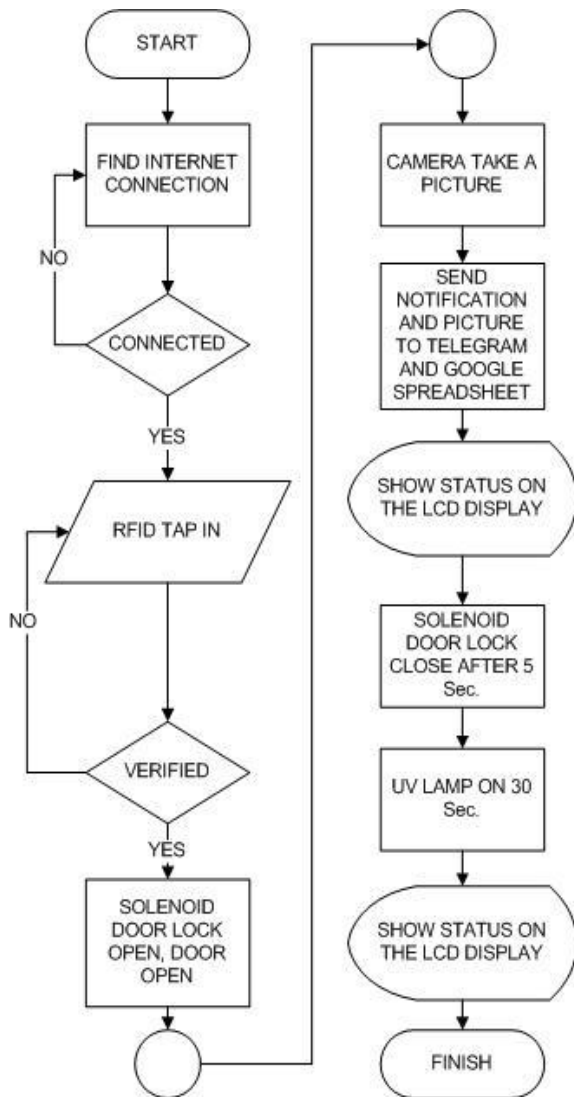 START
FIND INTERNET
CONNECTION
NO
CONNECTED
YES
RFID TAP IN
NO
VERIFIED
YES
SOLENOID
DOOR LOCK
OPEN, DOOR
OPEN
CAMERA TAKE A
PICTURE
SEND
NOTIFICATION
AND PICTURE
TO TELEGRAM
AND GOOGLE
SPREADSHEET
SHOW STATUS ON
THE LCD DISPLAY
SOLENOID
DOOR LOCK
CLOSE AFTER 5
Sec.
UV LAMP ON 30
Sec.
SHOW STATUS ON
THE LCD DISPLAY
FINISH